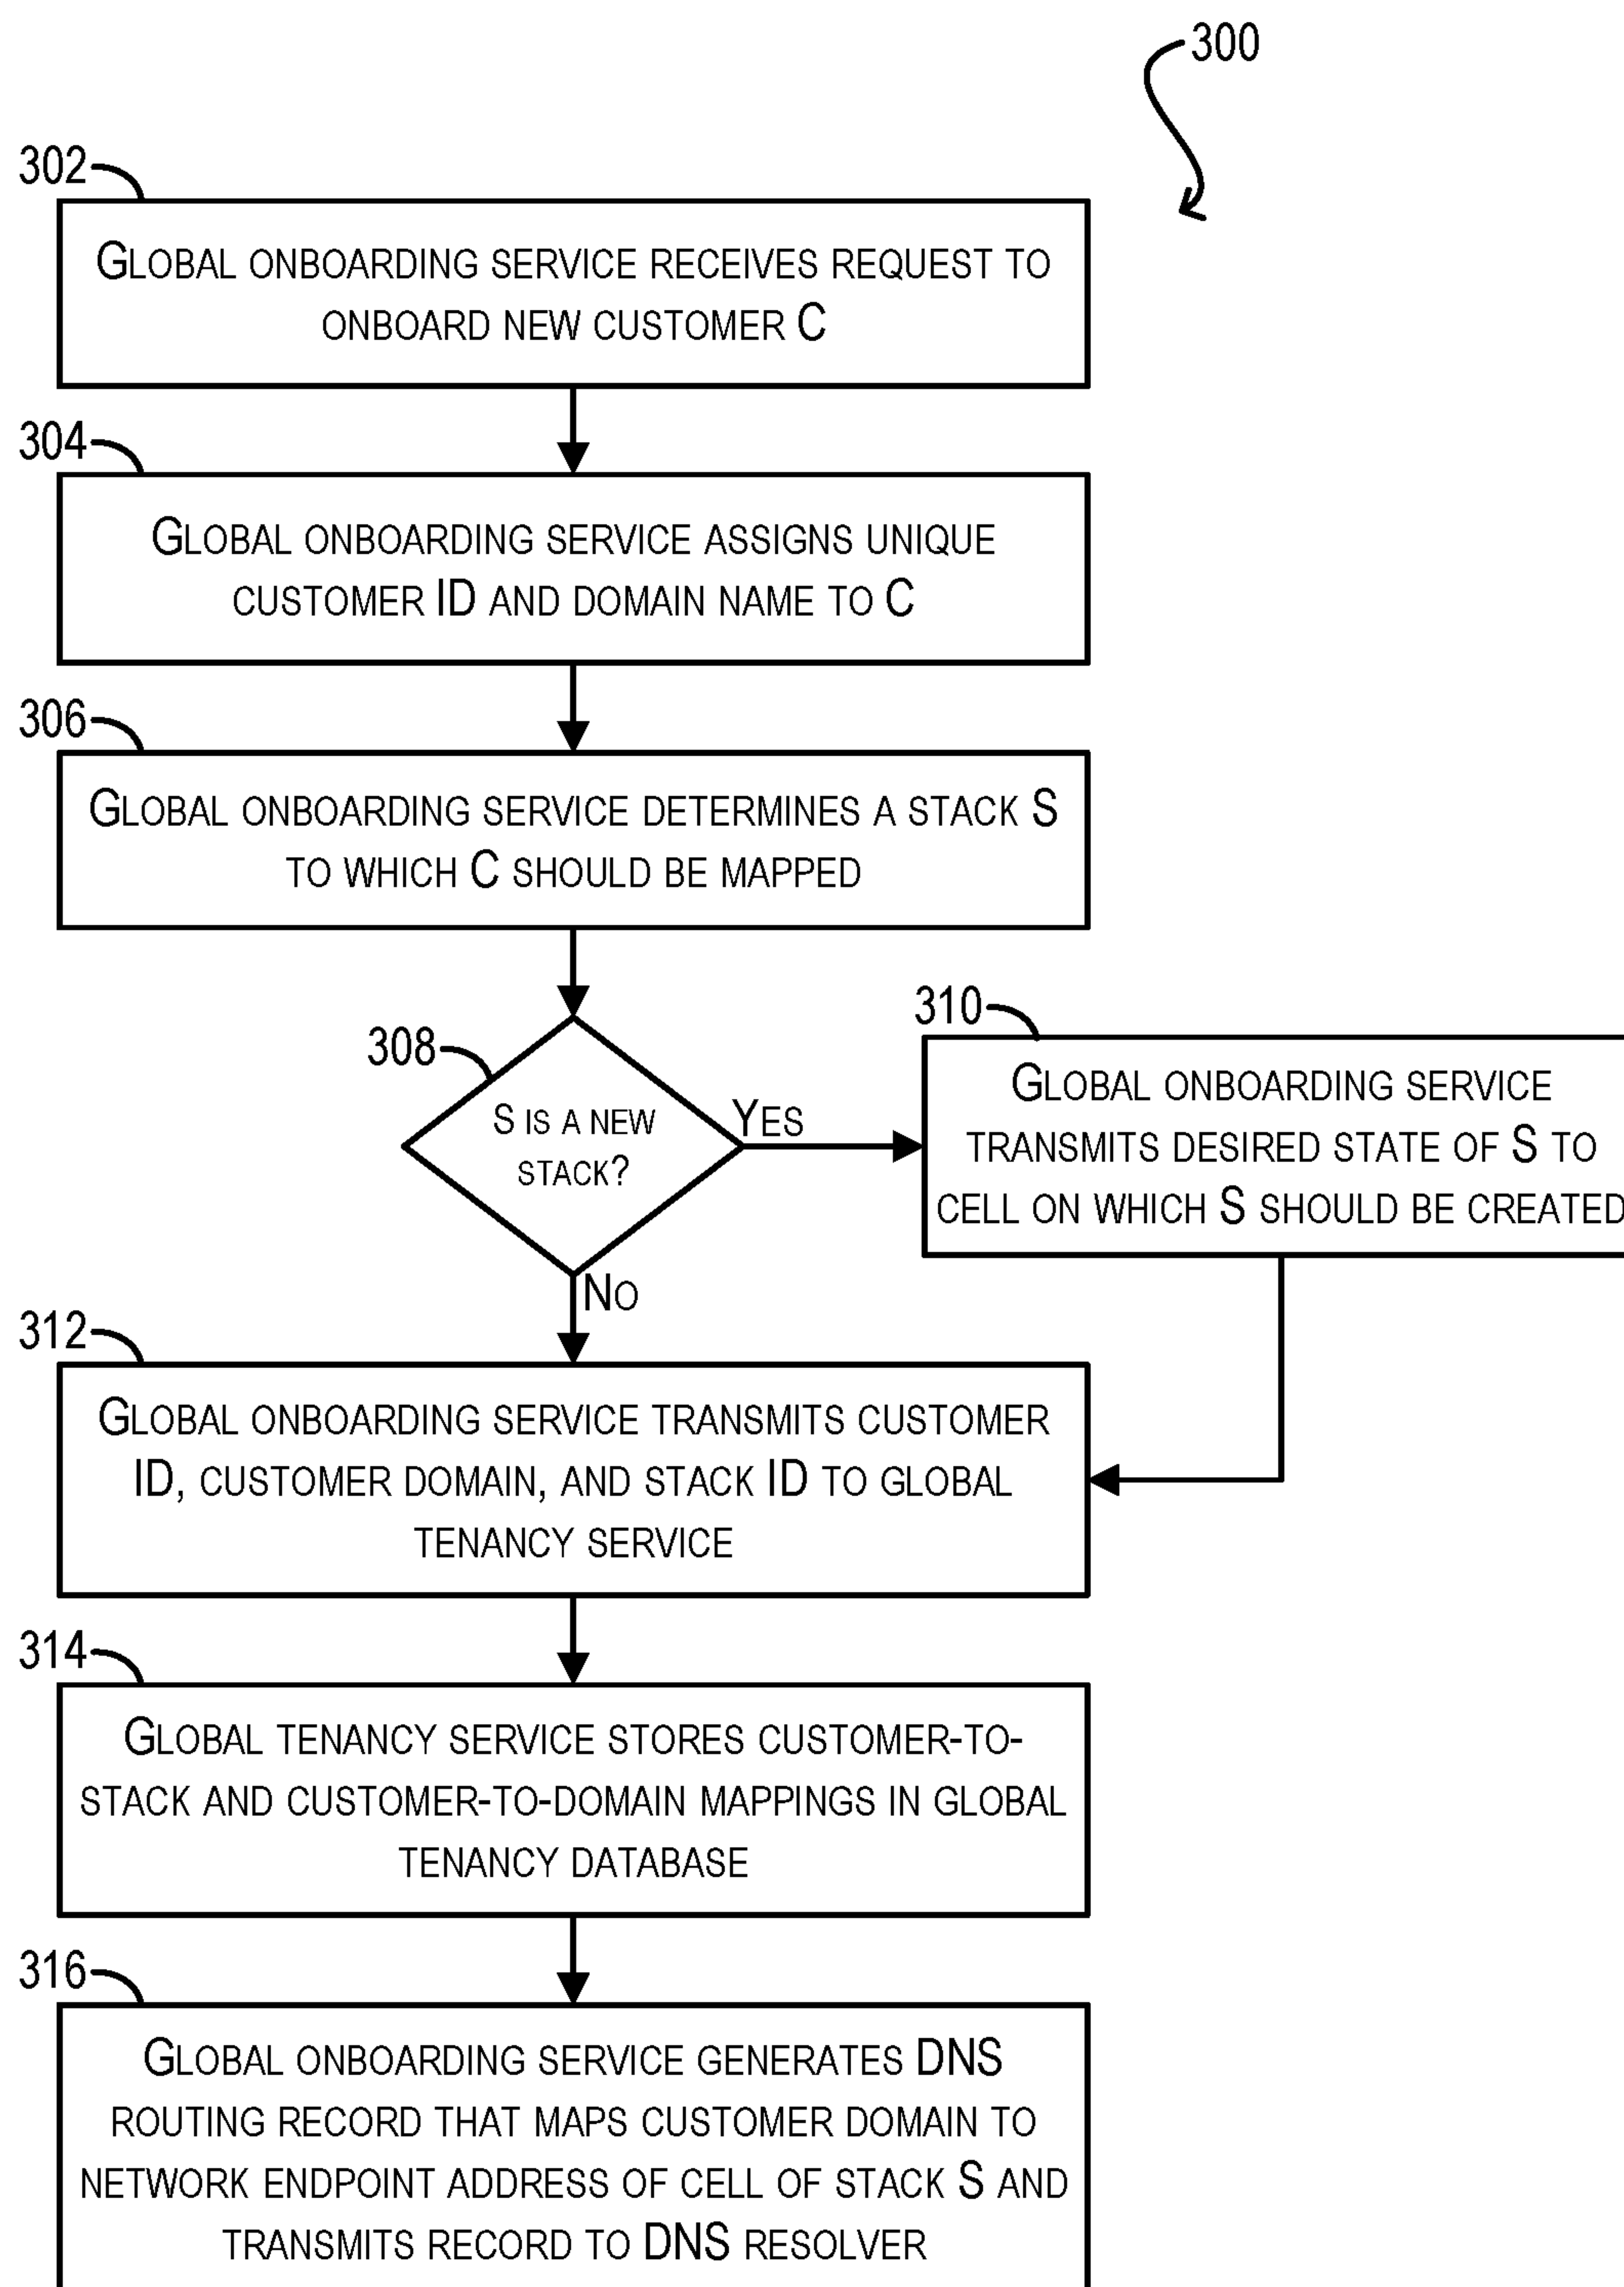 300
302
Global onboarding service receives request to
onboard new customer C
304
Global onboarding service assigns unique
customer ID and domain name to C
306
Global onboarding service determines a stack S
to which C should be mapped
308
S is a new
stack?
Yes
310
Global onboarding service
transmits desired state of S to
cell on which S should be created
No
312
Global onboarding service transmits customer
ID, customer domain, and stack ID to global
tenancy service
314
Global tenancy service stores customer-to-
stack and customer-to-domain mappings in global
tenancy database
316
Global onboarding service generates DNS
routing record that maps customer domain to
network endpoint address of cell of stack S and
transmits record to DNS resolver